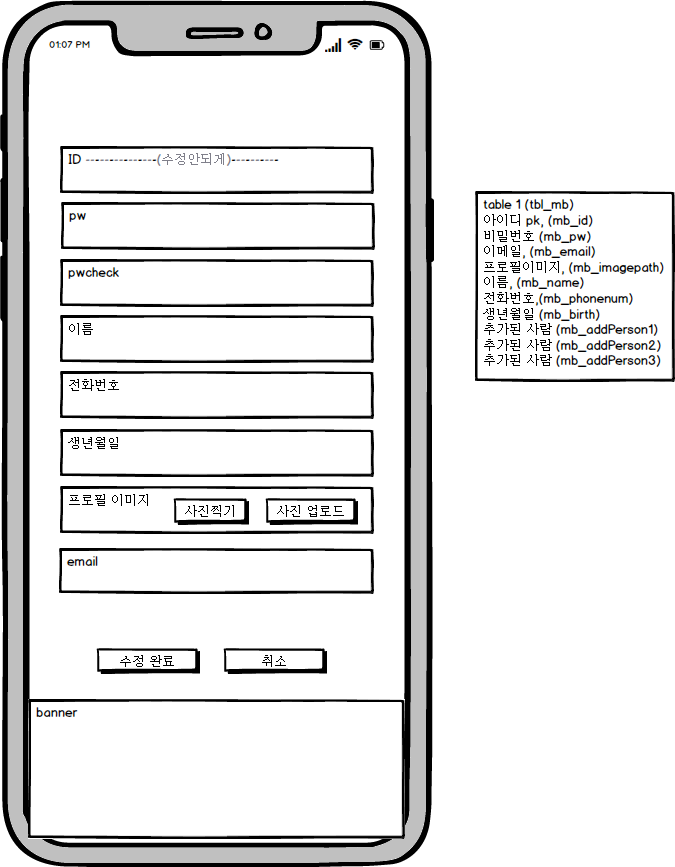 01:07 PM
ID ---------------(수정안되게)----------
pw
pwcheck
이름
전화번호
생년월일
프로필 이미지
사진찍기
사진 업로드
email
수정 완료
취소
banner
table 1 (tbl_mb)
아이디 pk, (mb_id)
비밀번호 (mb_pw)
이메일, (mb_email)
프로필이미지, (mb_imagepath)
이름, (mb_name)
전화번호,(mb_phonenum)
생년월일 (mb_birth)
추가된 사람 (mb_addPerson1)
추가된 사람 (mb_addPerson2)
추가된 사람 (mb_addPerson3)